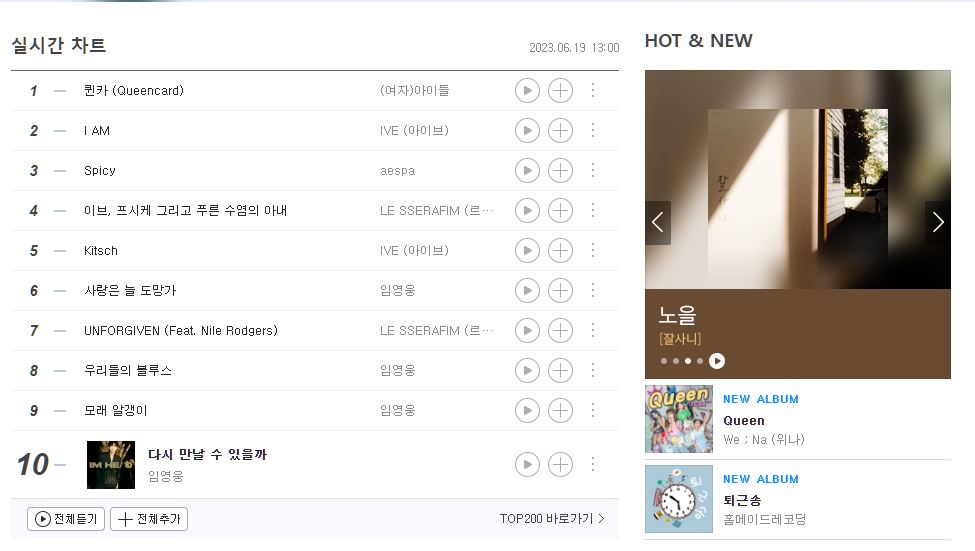 실시간 차트
2023.06.19 13:00
1 퀸카 (Queencard) (여자)아이들
2 I AM IVE (아이브)
3 Spicy aespa
4 이브, 프시케 그리고 푸른 수염의 아내 LE SSERAFIM (르…
5 Kitsch IVE (아이브)
6 사랑은 늘 도망가 임영웅
7 UNFORGIVEN (Feat. Nile Rodgers) LE SSERAFIM (르…
8 우리들의 블루스 임영웅
9 모래 알갱이 임영웅
10 IM HERO 다시 만날 수 있을까
임영웅
전체듣기 전체추가 TOP200 바로가기 >
HOT & NEW
잘사니
노을
[잘사니]
Queen
NEW ALBUM
Queen
We ; Na (위나)
퇴근송
NEW ALBUM
퇴근송
홈메이드레코딩